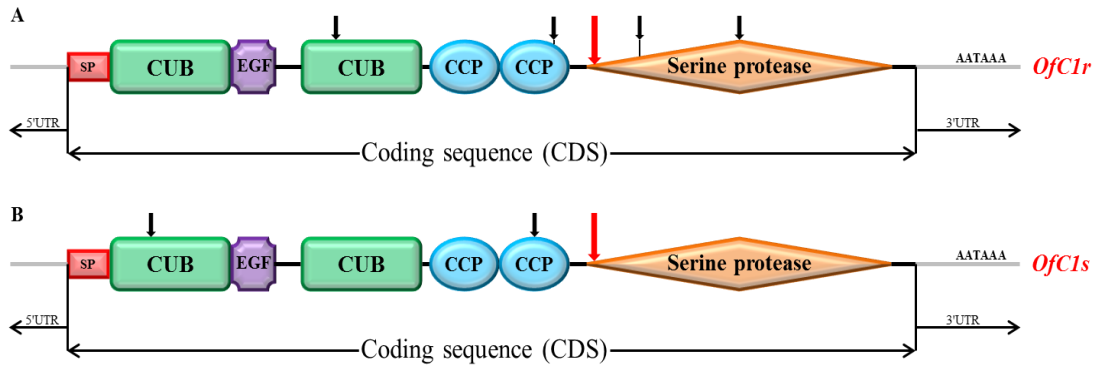 A
SP CUB EGF CUB CCP CCP Serine protease AATAAA OfC1r
5'UTR 3'UTR
Coding sequence (CDS)
B
SP CUB EGF CUB CCP CCP Serine protease AATAAA OfC1s
5'UTR 3'UTR
Coding sequence (CDS)